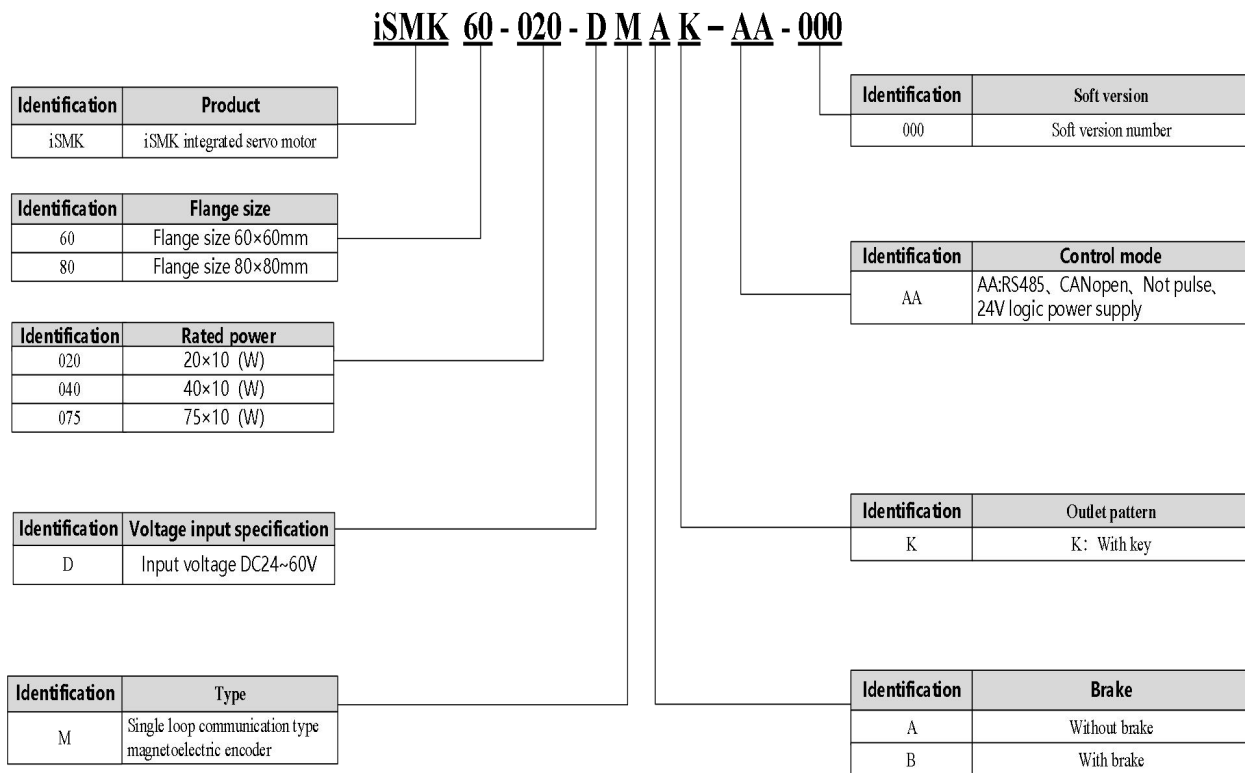 iSMK 60 - 020 - D M A K – AA - 000
Identification Product
iSMK iSMK integrated servo motor
Identification Flange size
60 Flange size 60×60mm
80 Flange size 80×80mm
Identification Rated power
020 20×10 (W)
040 40×10 (W)
075 75×10 (W)
Identification Voltage input specification
D Input voltage DC24~60V
Identification Type
M Single loop communication type
magnetoelectric encoder
Identification Soft version
000 Soft version number
Identification Control mode
AA AA:RS485、CANopen、Not pulse、
24V logic power supply
Identification Outlet pattern
K K：With key
Identification Brake
A Without brake
B With brake